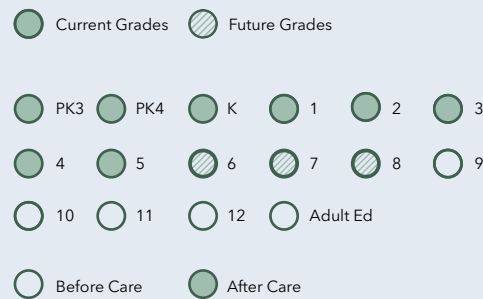 Current Grades Future Grades
PK3 PK4 K 1 2 3
4 5 6 7 8 9
10 11 12 Adult Ed
Before Care After Care